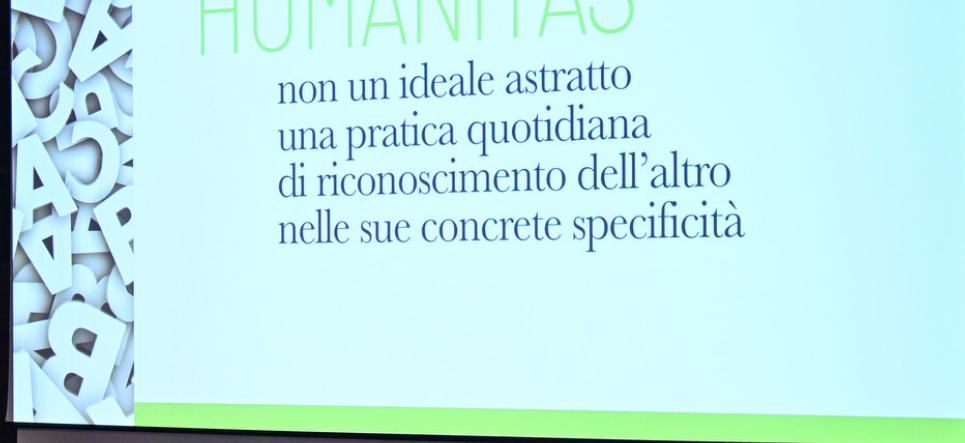 HUMANITAS
non un ideale astratto
una pratica quotidiana
di riconoscimento dell’altro
nelle sue concrete specificità